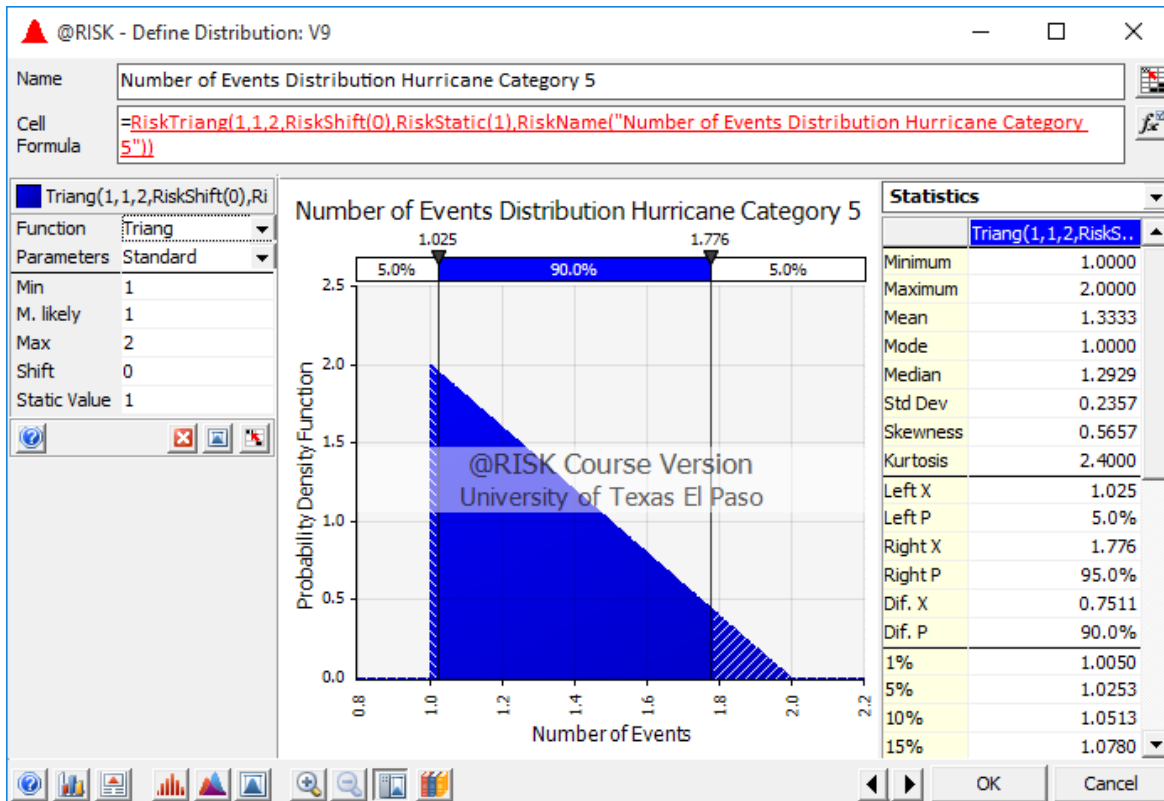 @RISK - Define Distribution: V9
Name
Number of Events Distribution Hurricane Category 5
Cell
Formula
=RiskTriang(1,1,2,RiskShift(0),RiskStatic(1),RiskName("Number of Events Distribution Hurricane Category
5"))
Triang(1,1,2,RiskShift(0),Ri
Function Triang
Parameters Standard
Min 1
M. likely 1
Max 2
Shift 0
Static Value 1
Number of Events Distribution Hurricane Category 5
1.025 1.776
5.0% 90.0% 5.0%
2.5
2.0
1.5
1.0
0.5
0.0
Probability Density Function
@RISK Course Version
University of Texas El Paso
0.8 1.0 1.2 1.4 1.6 1.8 2.0 2.2
Number of Events
Statistics
Triang(1,1,2,RiskS..
Minimum 1.0000
Maximum 2.0000
Mean 1.3333
Mode 1.0000
Median 1.2929
Std Dev 0.2357
Skewness 0.5657
Kurtosis 2.4000
Left X 1.025
Left P 5.0%
Right X 1.776
Right P 95.0%
Dif. X 0.7511
Dif. P 90.0%
1% 1.0050
5% 1.0253
10% 1.0513
15% 1.0780
OK
Cancel